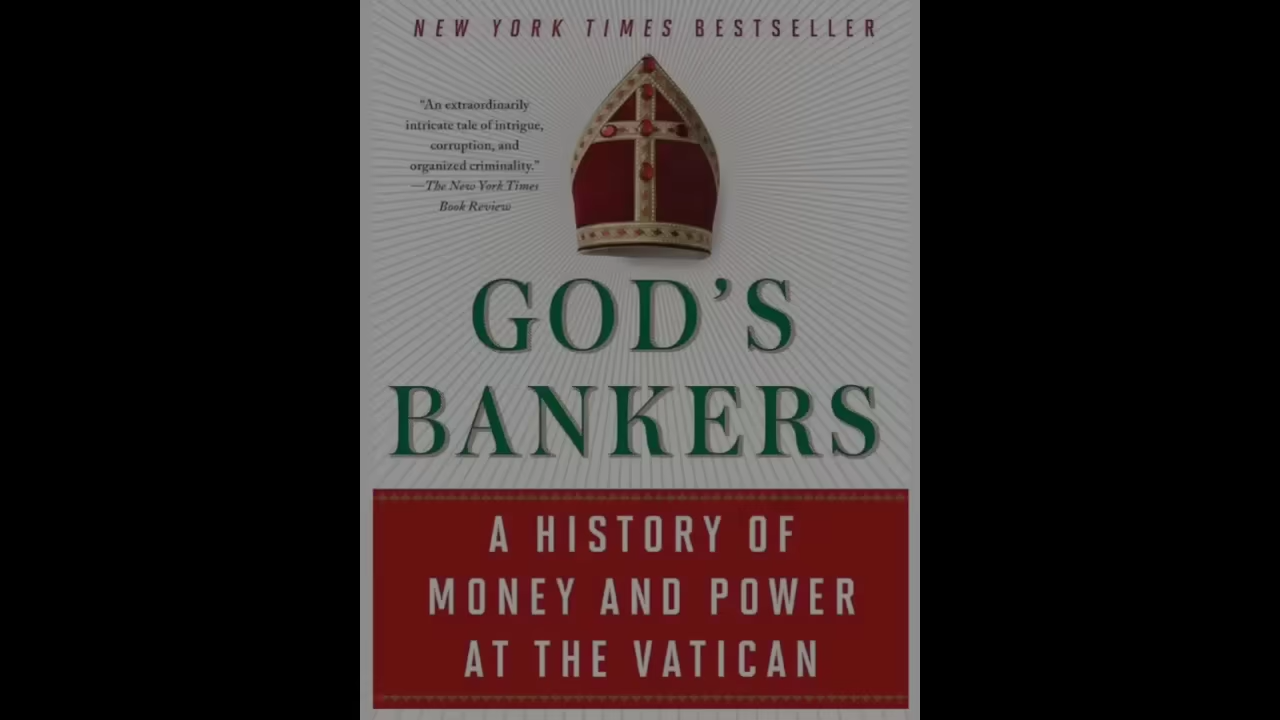 NEW YORK TIMES BESTSELLER
"An extraordinarily
intricate tale of intrigue,
corruption, and
organized criminality."
—The New York Times
Book Review
GOD'S
BANKERS
A HISTORY OF
MONEY AND POWER
AT THE VATICAN